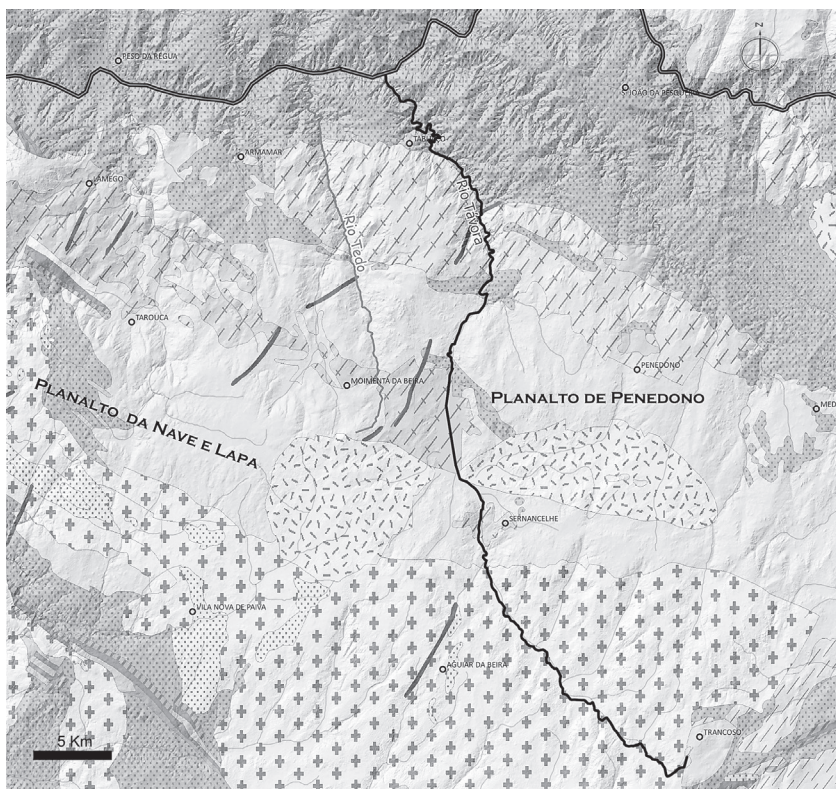 Z
PESO DA RÉGUA
S. JOÃO DA PESQUEIRA
ARMAMAR
LAMEGO
Rio Távora
Rio Tedo
TAROUCA
PENEDONO
MOIMENTA DA BEIRA
PLANALTO DE PENEDONO
PLANALTO DA NAVE E LAPA
MED
SERNANCELHE
VILA NOVA DE PAIVA
AGUIAR DA BEIRA
TRANCOSO
5 Km